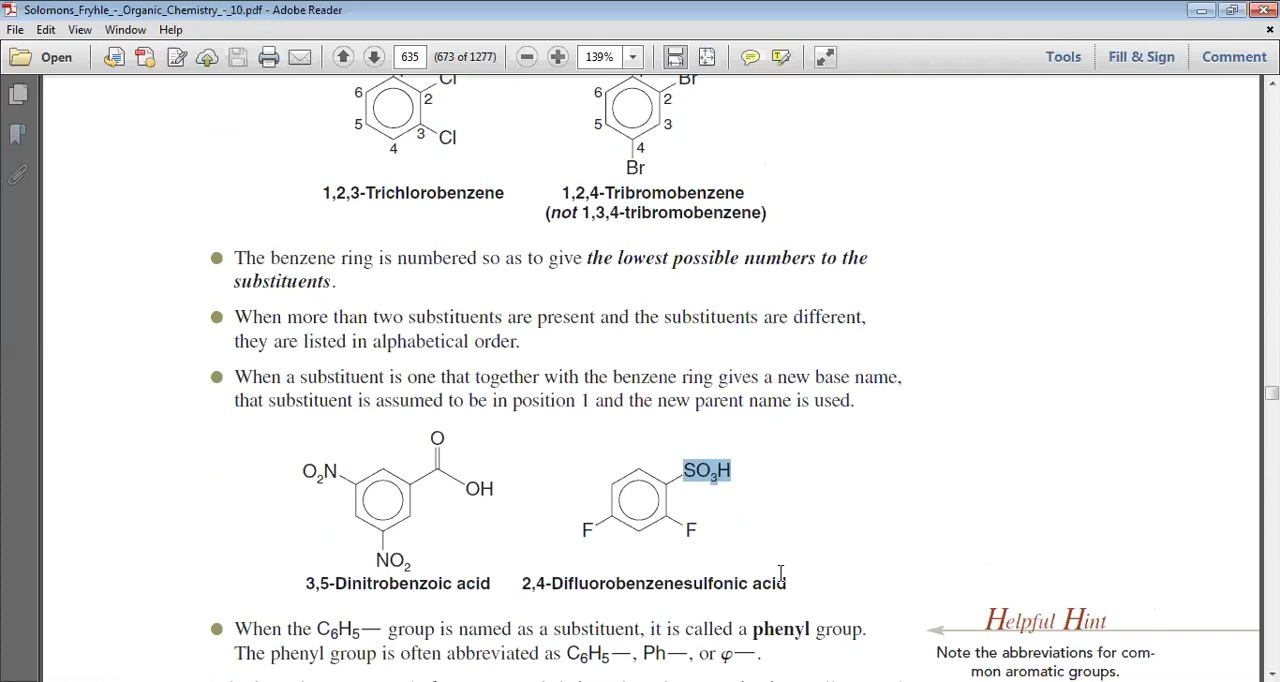 Solomons_Fryhle_-_Organic_Chemistry_-_10.pdf - Adobe Reader
File Edit View Window Help
Open 635 (673 of 1277) 139% Tools Fill & Sign Comment
Cl Br
6 2 6 2
5 3 Cl 5 3
4 4
Br
1,2,3-Trichlorobenzene 1,2,4-Tribromobenzene
(not 1,3,4-tribromobenzene)
The benzene ring is numbered so as to give the lowest possible numbers to the
substituents.
When more than two substituents are present and the substituents are different,
they are listed in alphabetical order.
When a substituent is one that together with the benzene ring gives a new base name,
that substituent is assumed to be in position 1 and the new parent name is used.
O
O2N SO3H
OH
F F
NO2
3,5-Dinitrobenzoic acid 2,4-Difluorobenzenesulfonic acid
When the C6H5— group is named as a substituent, it is called a phenyl group.
The phenyl group is often abbreviated as C6H5—, Ph—, or φ—.
Helpful Hint
Note the abbreviations for com-
mon aromatic groups.